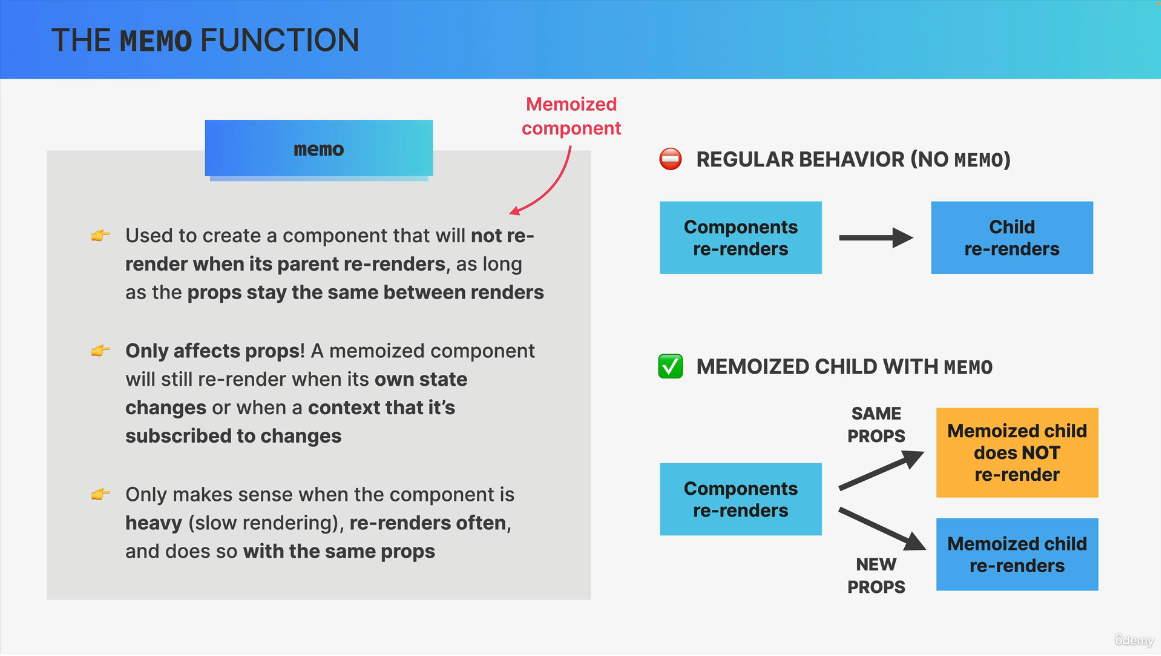 THE MEMO FUNCTION
Memoized
component
memo
Used to create a component that will not re-
render when its parent re-renders, as long
as the props stay the same between renders
Only affects props! A memoized component
will still re-render when its own state
changes or when a context that it’s
subscribed to changes
Only makes sense when the component is
heavy (slow rendering), re-renders often,
and does so with the same props
REGULAR BEHAVIOR (NO MEMO)
Components
re-renders
Child
re-renders
MEMOIZED CHILD WITH MEMO
Components
re-renders
SAME
PROPS
Memoized child
does NOT
re-render
NEW
PROPS
Memoized child
re-renders
ûdemy